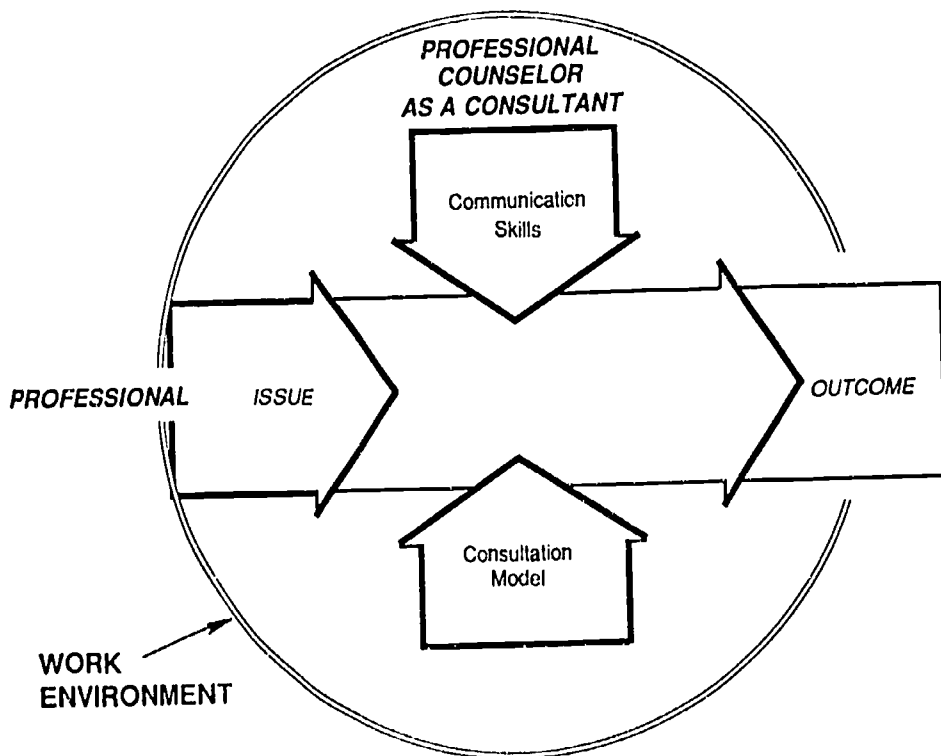 PROFESSIONAL
COUNSELOR
AS A CONSULTANT
Communication
Skills
PROFESSIONAL
ISSUE
OUTCOME
Consultation
Model
WORK
ENVIRONMENT